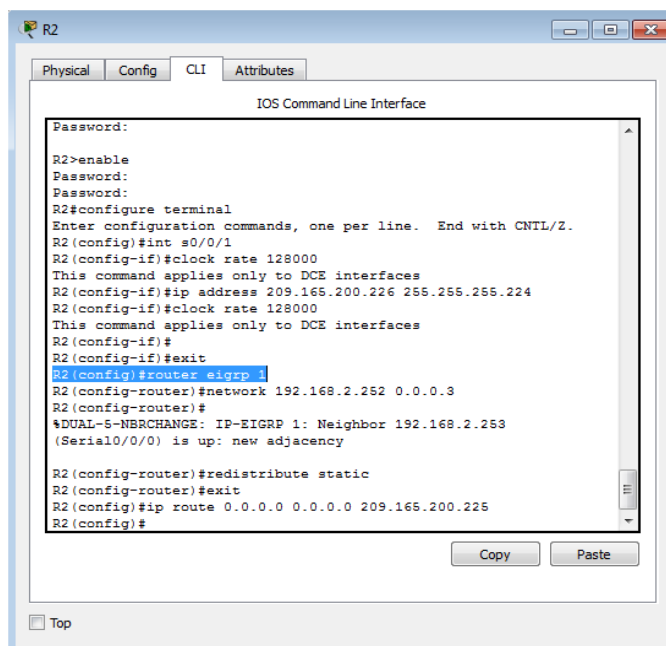 R2
Physical Config CLI Attributes
IOS Command Line Interface
Password:
R2>enable
Password:
Password:
R2#configure terminal
Enter configuration commands, one per line.  End with CNTL/Z.
R2(config)#int s0/0/1
R2(config-if)#clock rate 128000
This command applies only to DCE interfaces
R2(config-if)#ip address 209.165.200.226 255.255.255.224
R2(config-if)#clock rate 128000
This command applies only to DCE interfaces
R2(config-if)#
R2(config-if)#exit
R2(config)#router eigrp 1
R2(config-router)#network 192.168.2.252 0.0.0.3
R2(config-router)#
%DUAL-5-NBRCHANGE: IP-EIGRP 1: Neighbor 192.168.2.253
(Serial0/0/0) is up: new adjacency
R2(config-router)#redistribute static
R2(config-router)#exit
R2(config)#ip route 0.0.0.0 0.0.0.0 209.165.200.225
R2(config)#
Copy Paste
Top